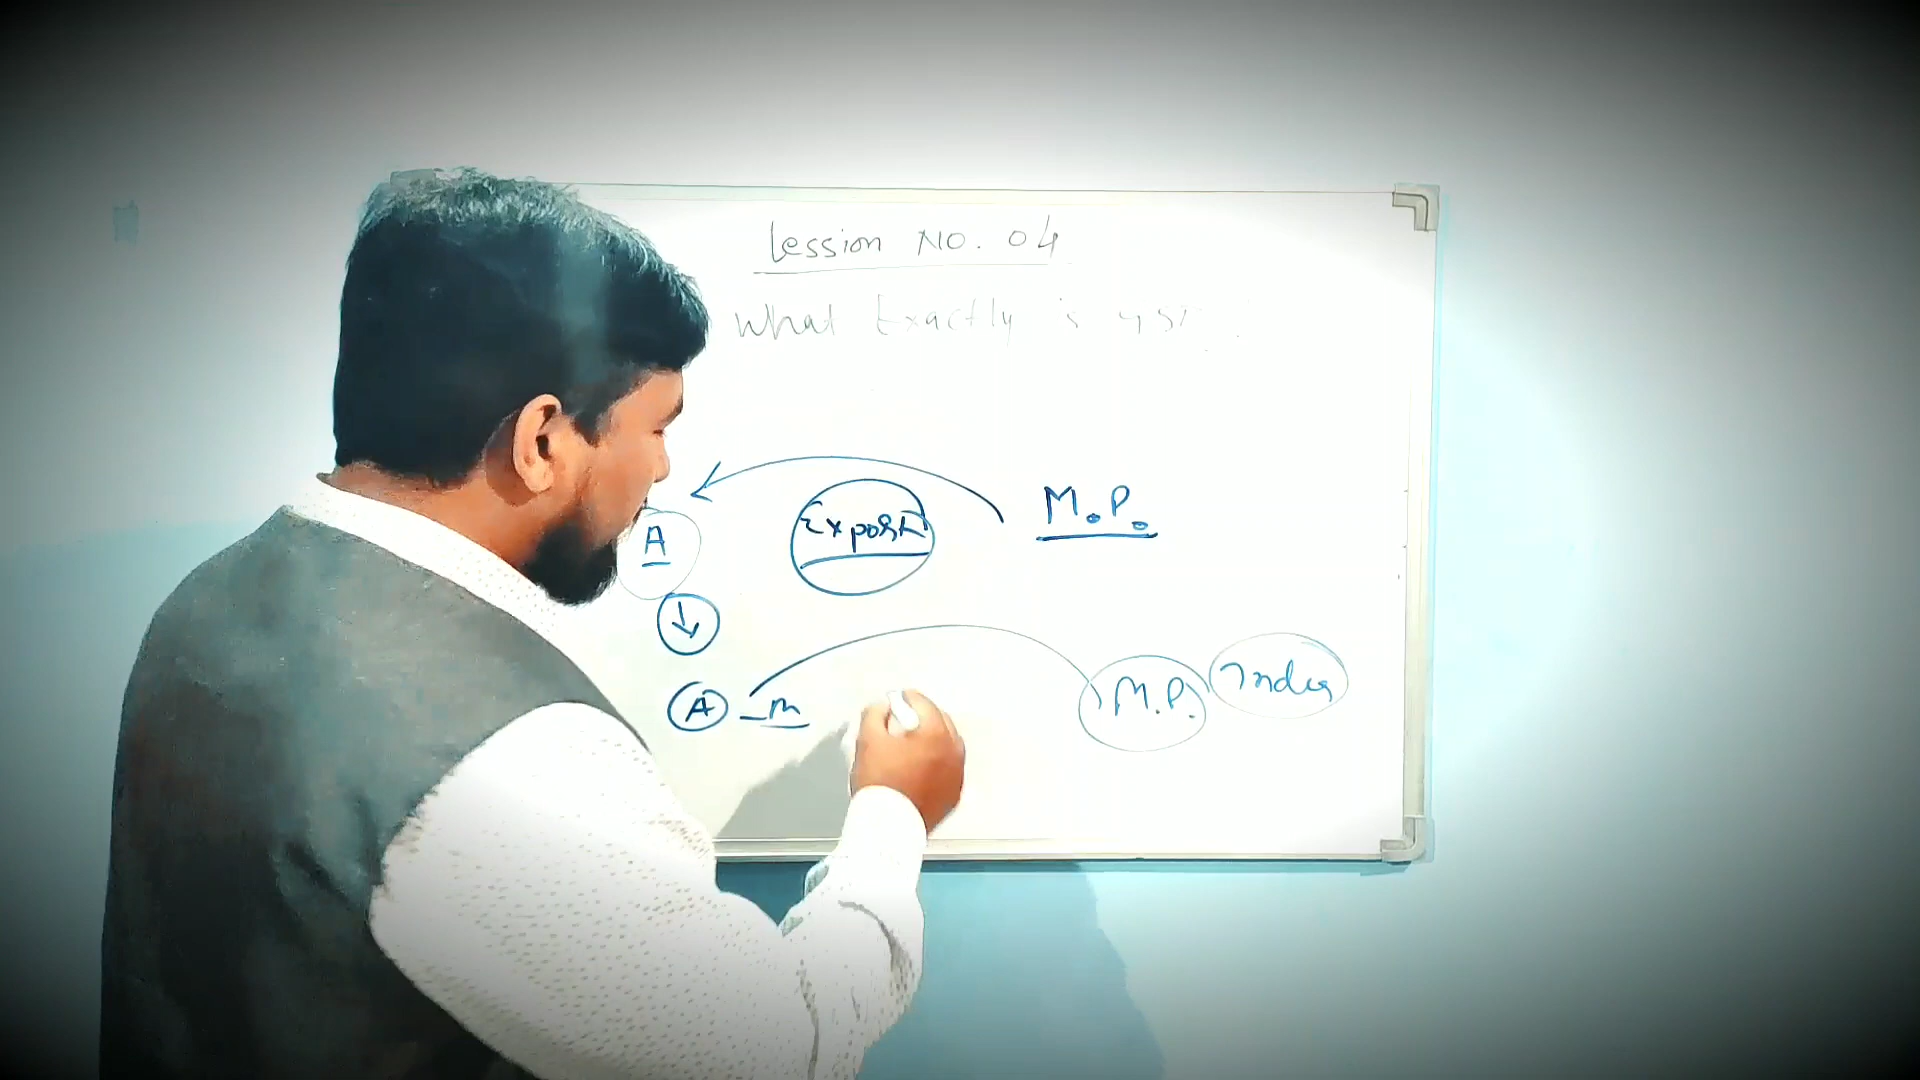 Lession No. 04
What Exactly is
M.P.
Export
A
A m
M.P. India